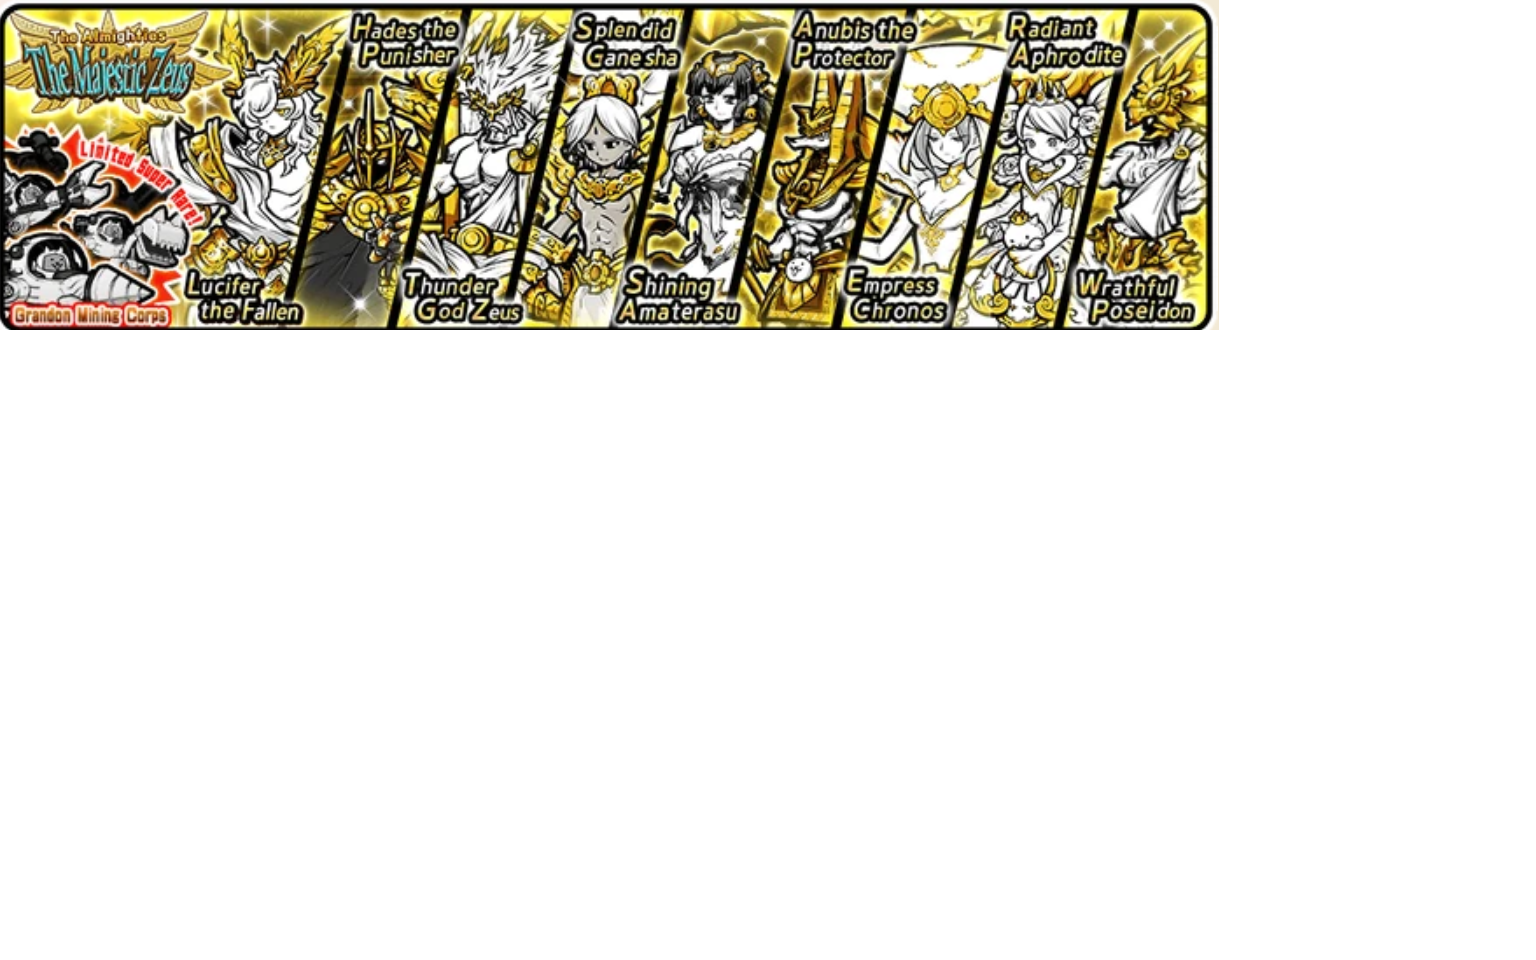 The Almighties
The Majestic Zeus
Limited Super Rare!
Grandon Mining Corps
Lucifer
the Fallen
Hades the
Punisher
Thunder
God Zeus
Splendid
Ganesha
Shining
Amaterasu
Anubis the
Protector
Empress
Chronos
Radiant
Aphrodite
Wrathful
Poseidon